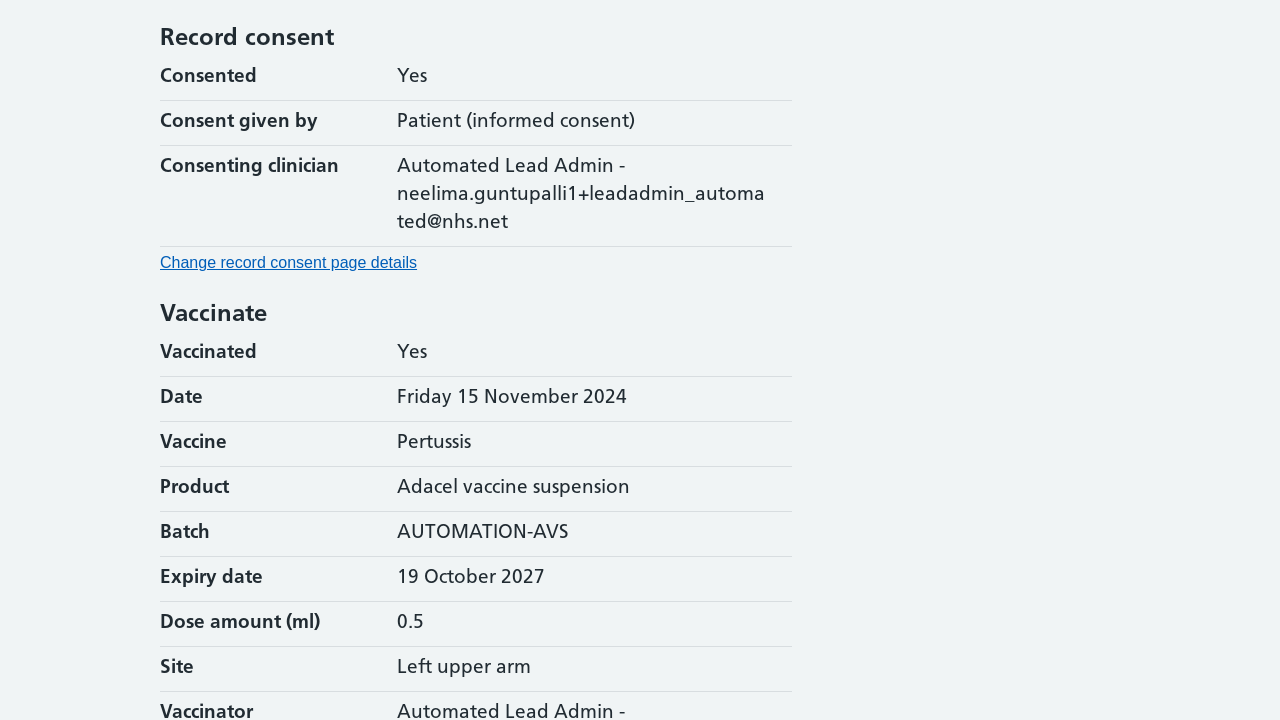 Record consent
Consented Yes
Consent given by Patient (informed consent)
Consenting clinician Automated Lead Admin -
neelima.guntupalli1+leadadmin_automa
ted@nhs.net
Change record consent page details
Vaccinate
Vaccinated Yes
Date Friday 15 November 2024
Vaccine Pertussis
Product Adacel vaccine suspension
Batch AUTOMATION-AVS
Expiry date 19 October 2027
Dose amount (ml) 0.5
Site Left upper arm
Vaccinator Automated Lead Admin -